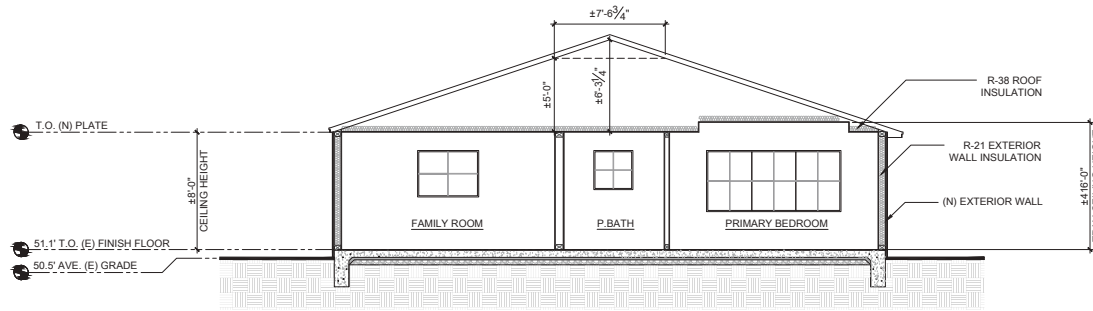 ±7'-6¾"
±5'-0"
±6'-3¼"
R-38 ROOF
INSULATION
T.O. (N) PLATE
R-21 EXTERIOR
WALL INSULATION
±8'-0"
CEILING HEIGHT
±416'-0"
(N) EXTERIOR WALL
FAMILY ROOM
P.BATH
PRIMARY BEDROOM
51.1' T.O. (E) FINISH FLOOR
50.5' AVE. (E) GRADE